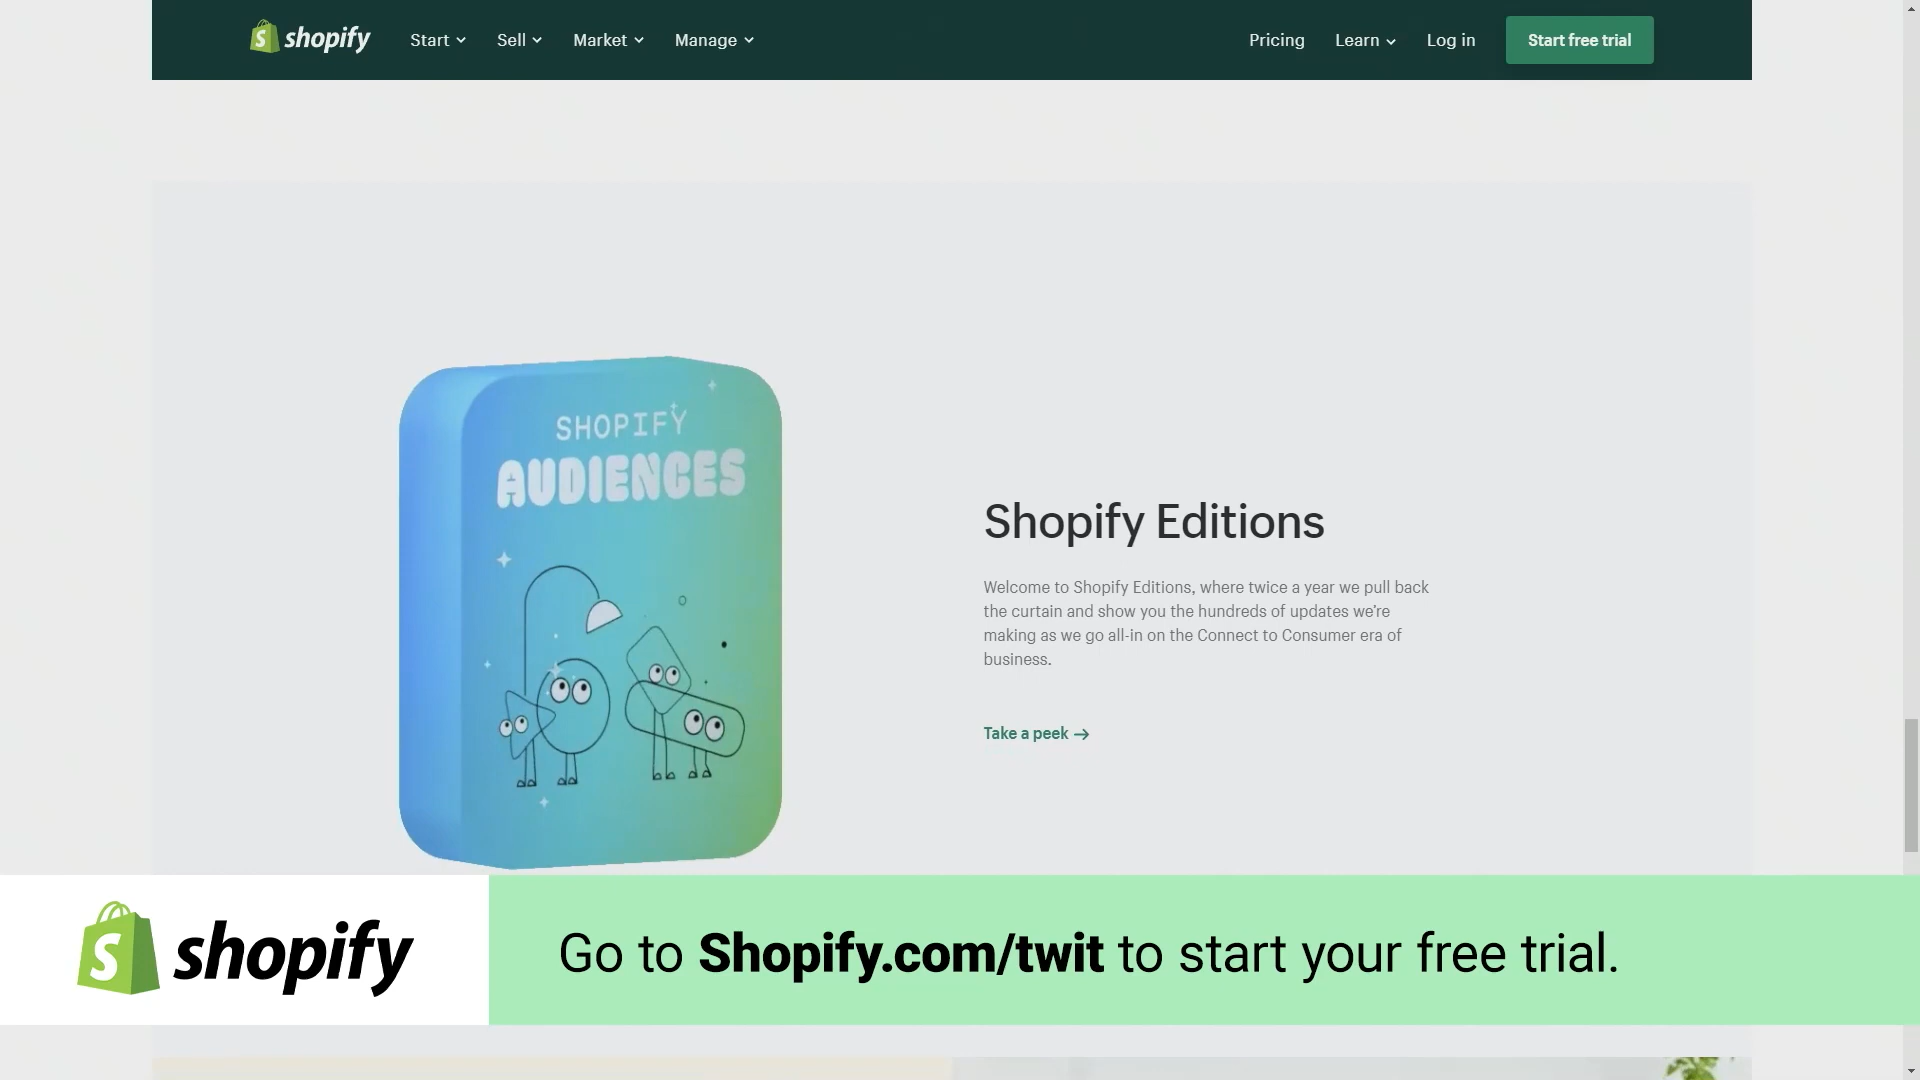 shopify Start Sell Market Manage Pricing Learn Log in Start free trial
SHOPIFY
AUDIENCES
Shopify Editions
Welcome to Shopify Editions, where twice a year we pull back
the curtain and show you the hundreds of updates we're
making as we go all-in on the Connect to Consumer era of
business.
Take a peek →
shopify
Go to Shopify.com/twit to start your free trial.